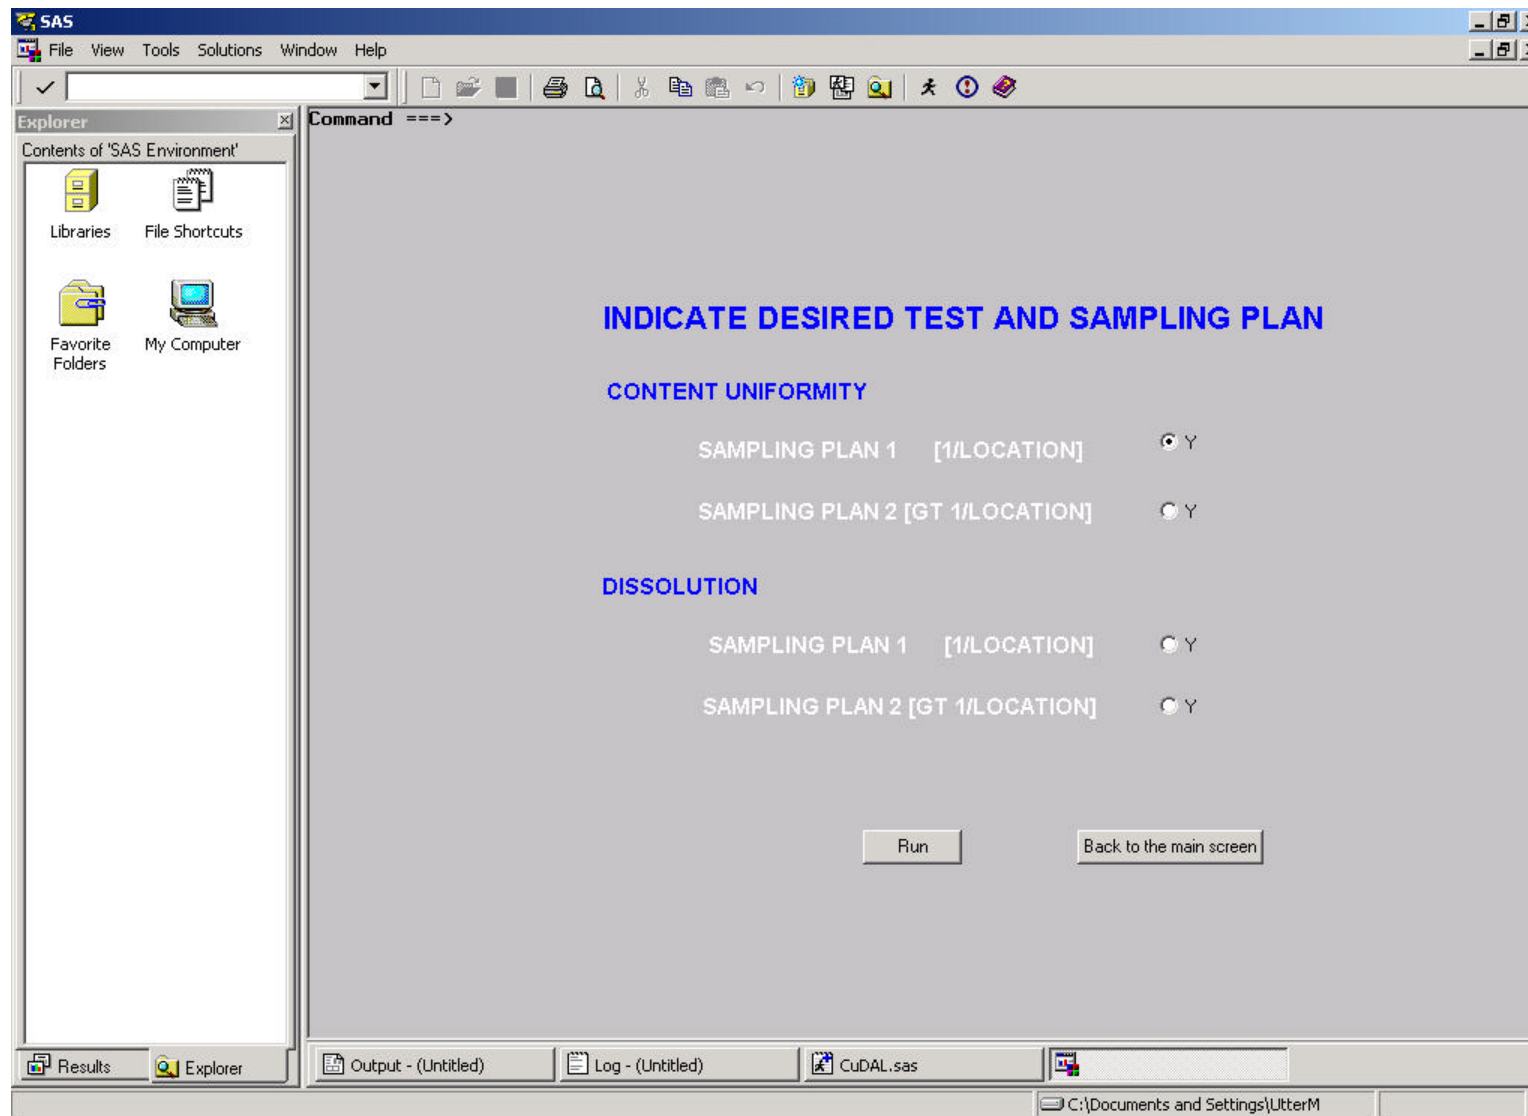 SAS
File View Tools Solutions Window Help
Explorer
Contents of 'SAS Environment'
Libraries File Shortcuts
Favorite Folders My Computer
Command ===>
INDICATE DESIRED TEST AND SAMPLING PLAN
CONTENT UNIFORMITY
SAMPLING PLAN 1 [1/LOCATION] Y
SAMPLING PLAN 2 [GT 1/LOCATION] Y
DISSOLUTION
SAMPLING PLAN 1 [1/LOCATION] Y
SAMPLING PLAN 2 [GT 1/LOCATION] Y
Run Back to the main screen
Results Explorer Output - (Untitled) Log - (Untitled) CuDAL.sas
C:\Documents and Settings\UtterM